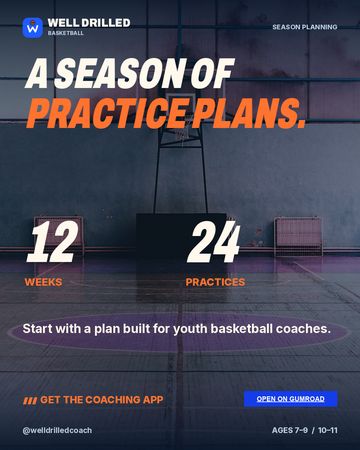 WELL DRILLED
BASKETBALL
SEASON PLANNING
A SEASON OF
PRACTICE PLANS.
12
WEEKS
24
PRACTICES
Start with a plan built for youth basketball coaches.
GET THE COACHING APP
OPEN ON GUMROAD
@welldrilledcoach
AGES 7–9 / 10–11